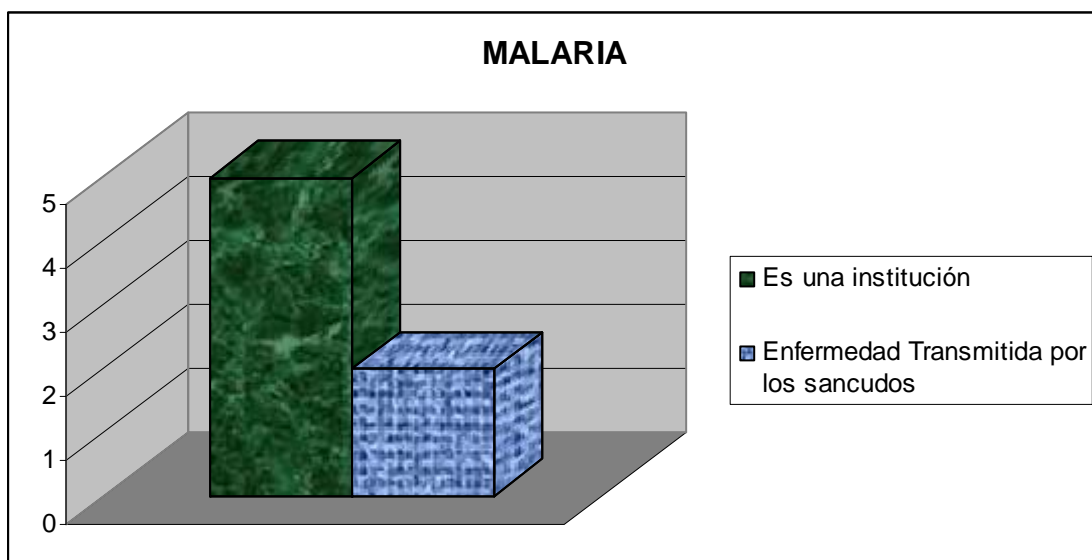 MALARIA
5
4
3
2
1
0
Es una institución
Enfermedad Transmitida por
los sancudos